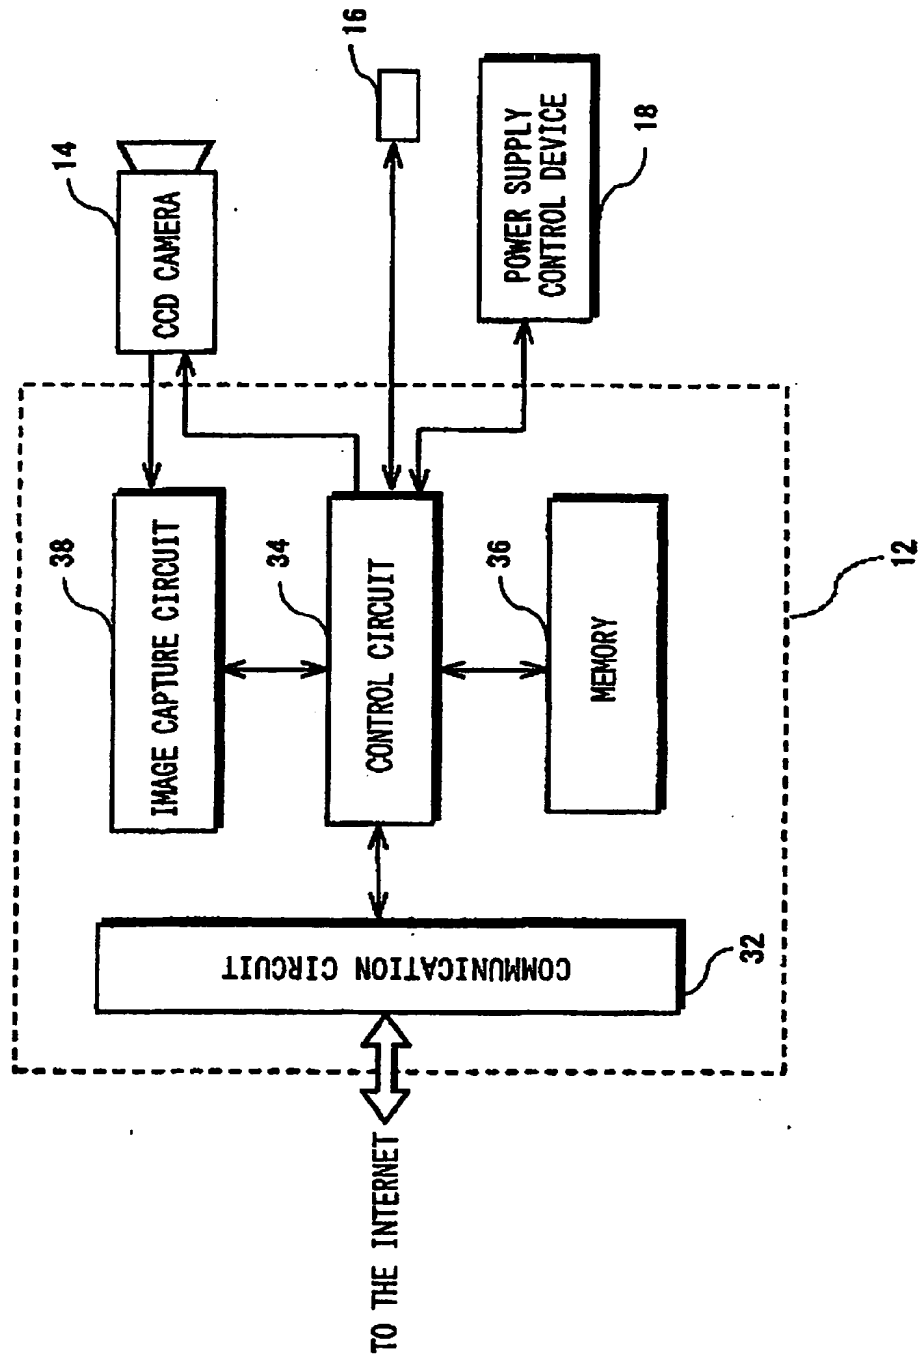 14
CCD CAMERA
16
POWER SUPPLY
CONTROL DEVICE
18
38
IMAGE CAPTURE CIRCUIT
34
CONTROL CIRCUIT
36
MEMORY
12
COMMUNICATION CIRCUIT
32
TO THE INTERNET